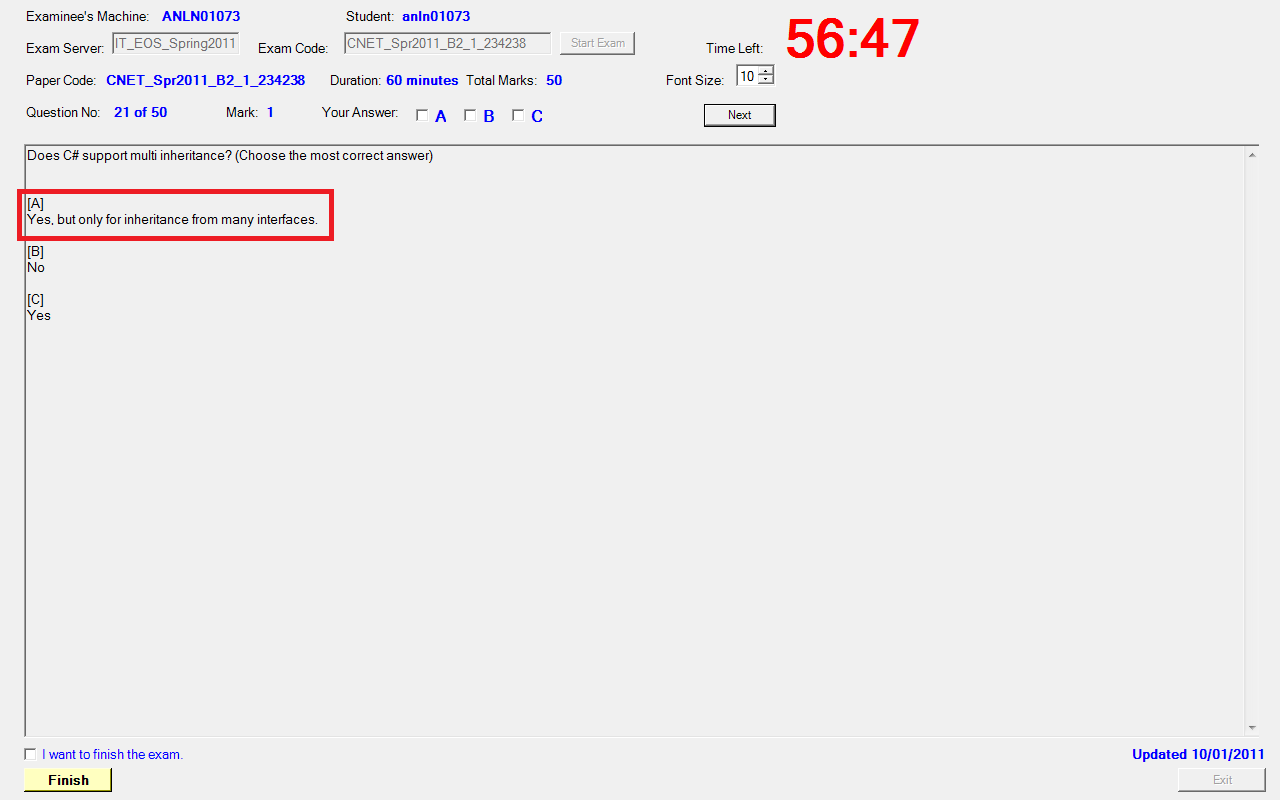 Examinee's Machine: ANLN01073 Student: anln01073
56:47
Exam Server: IT_EOS_Spring2011 Exam Code: CNET_Spr2011_B2_1_234238 Start Exam Time Left:
Paper Code: CNET_Spr2011_B2_1_234238 Duration: 60 minutes Total Marks: 50 Font Size: 10
Question No: 21 of 50 Mark: 1 Your Answer: A B C Next
Does C# support multi inheritance? (Choose the most correct answer)
[A]
Yes, but only for inheritance from many interfaces.
[B]
No
[C]
Yes
I want to finish the exam. Updated 10/01/2011
Finish Exit